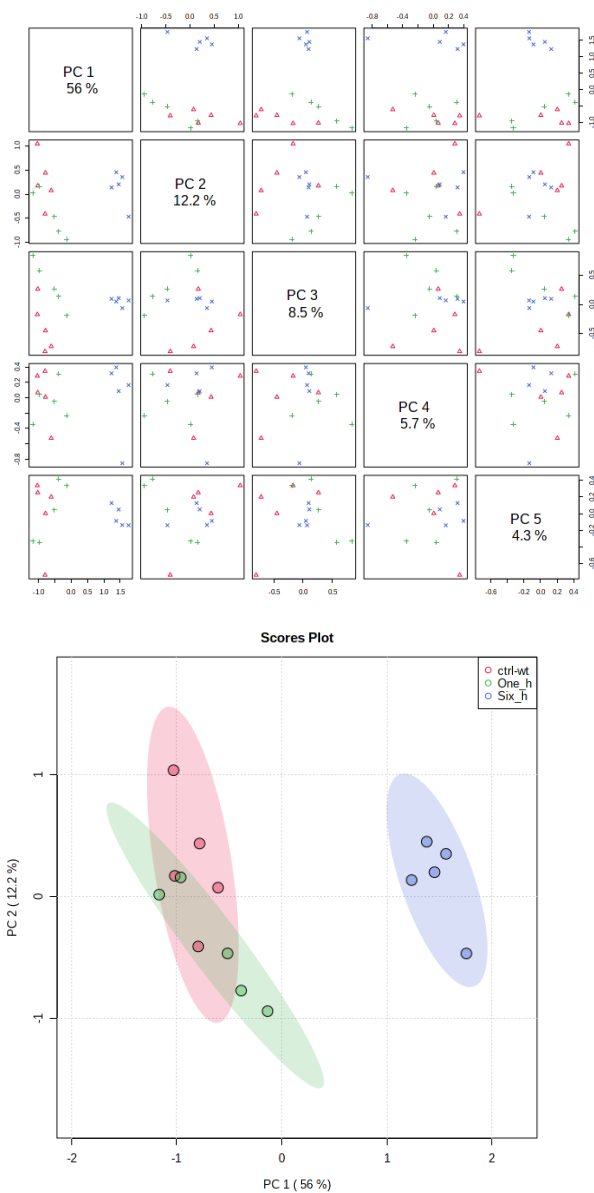 -1.0 0.0 0.5 1.0
-0.8 -0.4 0.0 0.4
PC 1
56 %
-1.0 0.0 0.5 1.0 1.5
-1.0 -0.5 0.0 0.5 1.0
PC 2
12.2 %
PC 3
8.5 %
-0.5 0.0 0.5
-0.8 -0.4 0.0 0.2 0.4
PC 4
5.7 %
PC 5
4.3 %
-0.6 -0.2 0.0 0.2 0.4
-1.0 0.0 0.5 1.0 1.5
-0.5 0.0 0.5
-0.6 -0.2 0.0 0.2 0.4
Scores Plot
ctrl-wt
One_h
Six_h
PC 2 ( 12.2 %)
1
0
-1
-2 -1 0 1 2
PC 1 ( 56 %)